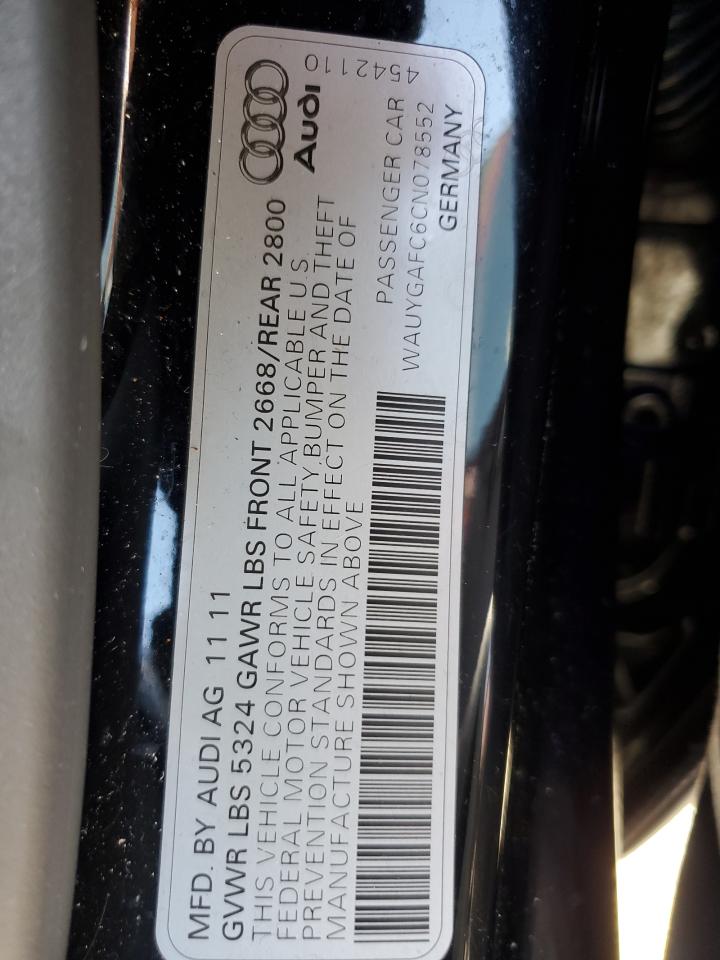 MFD. BY AUDI AG 11 11
GVWR LBS 5324 GAWR LBS FRONT 2668/REAR 2800
THIS VEHICLE CONFORMS TO ALL APPLICABLE U.S.
FEDERAL MOTOR VEHICLE SAFETY, BUMPER AND THEFT
PREVENTION STANDARDS IN EFFECT ON THE DATE OF
MANUFACTURE SHOWN ABOVE
Audi
PASSENGER CAR
WAUYGAFC6CN078552
GERMANY
4542110